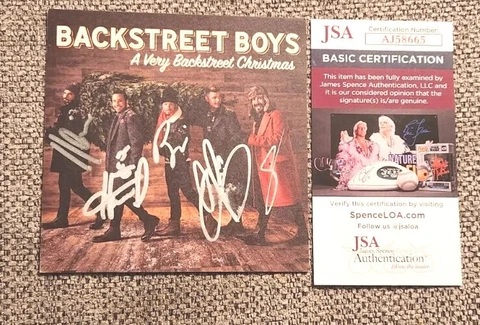 BACKSTREET BOYS
A Very Backstreet Christmas
JSA
Certification Number
AJ58665
BASIC CERTIFICATION
This item has been fully examined by
James Spence Authentication, LLC and
it is our considered opinion that the
signature(s) is/are genuine.
Verify this certification by visiting
SpenceLOA.com
Follow us @jsaloa
JSA
Authentication